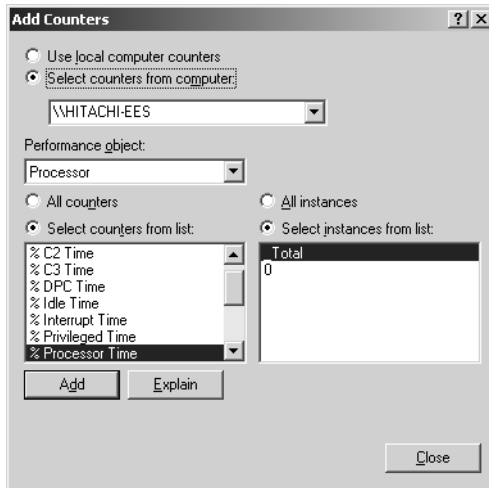 Add Counters
Use local computer counters
Select counters from computer:
\\HITACHI-EES
Performance object:
Processor
All counters
All instances
Select counters from list:
Select instances from list:
% C2 Time
% C3 Time
% DPC Time
% Idle Time
% Interrupt Time
% Privileged Time
% Processor Time
_Total
0
Add
Explain
Close